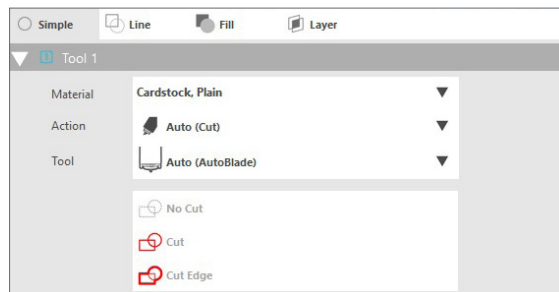 Simple Line Fill Layer
1 Tool 1
Material Cardstock, Plain
Action Auto (Cut)
Tool Auto (AutoBlade)
No Cut
Cut
Cut Edge